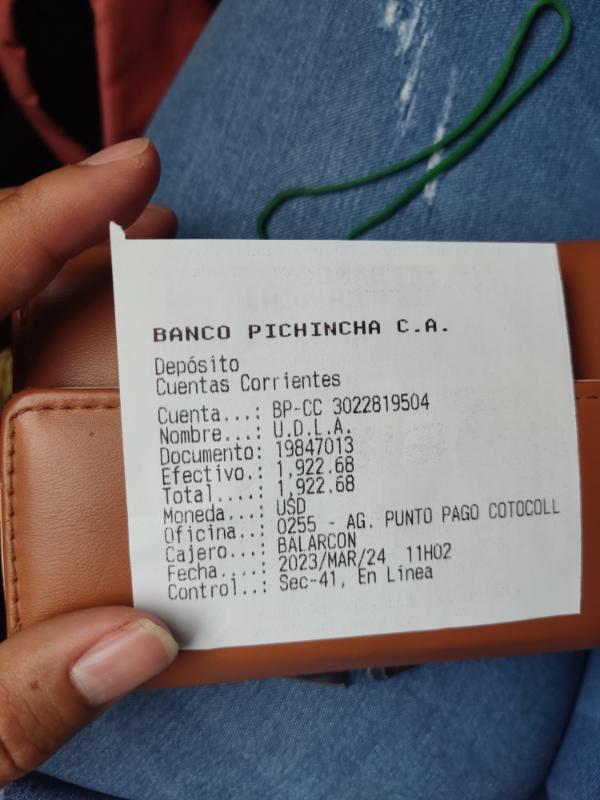 BANCO PICHINCHA C.A.
Depósito
Cuentas Corrientes
Cuenta...: BP-CC 3022819504
Nombre...: U.D.L.A.
Documento: 19847013
Efectivo.: 1,922.68
Total....: 1,922.68
Moneda...: USD
Oficina..: 0255 - AG. PUNTO PAGO COTOCOLL
Cajero...: BALARCON
Fecha....: 2023/MAR/24 11H02
Control..: Sec-41, En Línea